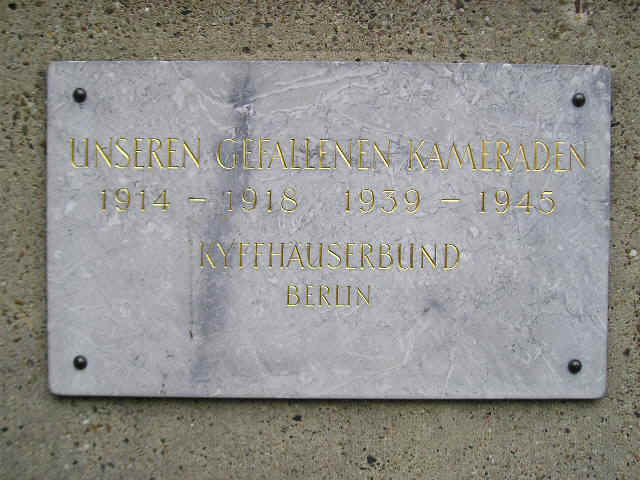 UNSEREN GEFALLENEN KAMERADEN
1914 – 1918 1939 – 1945
KYFFHÄUSERBUND
BERLIN